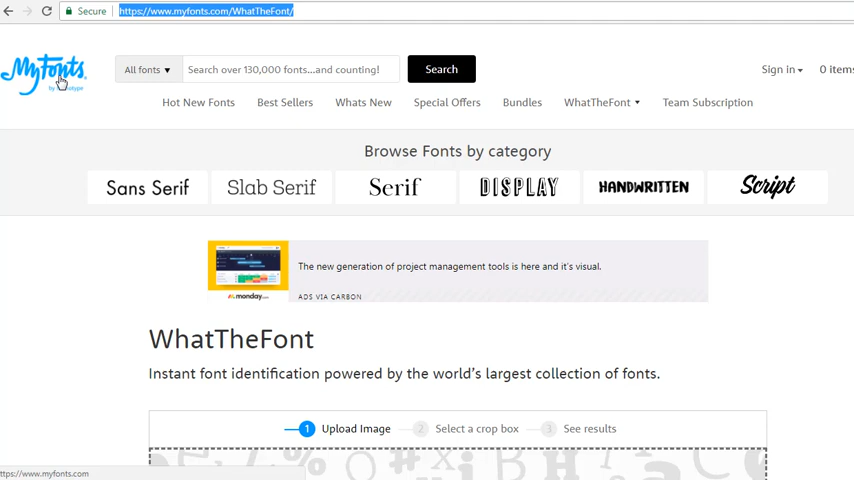 Secure https://www.myfonts.com/WhatTheFont/
MyFonts
All fonts Search over 130,000 fonts...and counting! Search Sign in 0 items
Hot New Fonts Best Sellers Whats New Special Offers Bundles WhatTheFont Team Subscription
Browse Fonts by category
Sans Serif Slab Serif Serif DISPLAY HANDWRITTEN Script
The new generation of project management tools is here and it's visual.
monday.com ADS VIA CARBON
WhatTheFont
Instant font identification powered by the world's largest collection of fonts.
1 Upload Image 2 Select a crop box 3 See results
ttps://www.myfonts.com